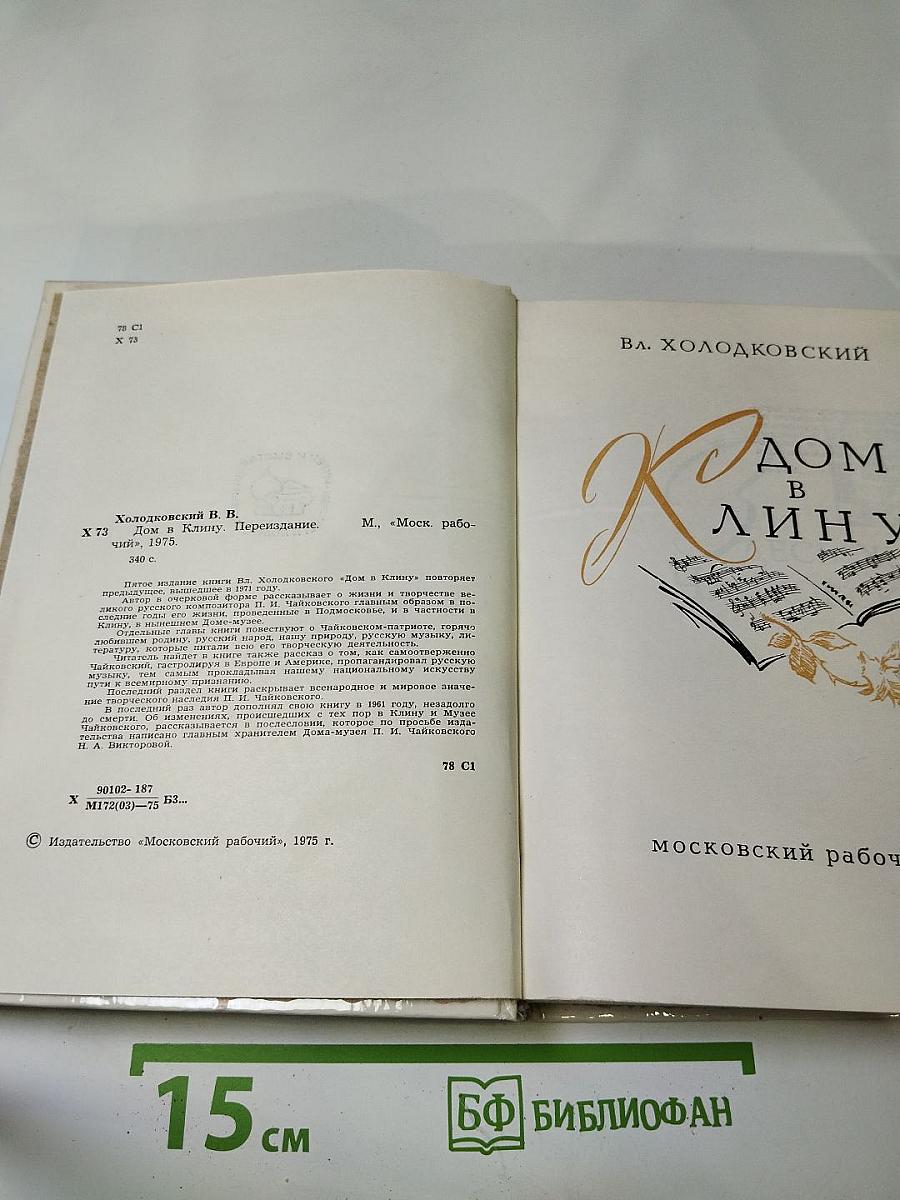 78 С1
Х 73
Холодковский В. В.
Х 73 Дом в Клину. Переиздание. М., «Моск. рабо-
чий», 1975.
340 с.
Пятое издание книги Вл. Холодковского «Дом в Клину» повторяет
предыдущее, вышедшее в 1971 году.
Автор в очерковой форме рассказывает о жизни и творчестве ве-
ликого русского композитора П. И. Чайковского главным образом в по-
следние годы его жизни, проведенные в Подмосковье, и в частности в
Клину, в нынешнем Доме-музее.
Отдельные главы книги повествуют о Чайковском-патриоте, горячо
любившем родину, русский народ, нашу природу, русскую музыку, ли-
тературу, которые питали всю его творческую деятельность.
Читатель найдет в книге также рассказ о том, как самоотверженно
Чайковский, гастролируя в Европе и Америке, пропагандировал русскую
музыку, тем самым прокладывая нашему национальному искусству
пути к всемирному признанию.
Последний раздел книги раскрывает всенародное и мировое значе-
ние творческого наследия П. И. Чайковского.
В последний раз автор дополнял свою книгу в 1961 году, незадолго
до смерти. Об изменениях, происшедших с тех пор в Клину и Музее
Чайковского, рассказывается в послесловии, которое по просьбе изда-
тельства написано главным хранителем Дома-музея П. И. Чайковского
Н. А. Викторовой.
78 С1
Х 90102-187
М172(03)—75 БЗ...
© Издательство «Московский рабочий», 1975 г.
Вл. ХОЛОДКОВСКИЙ
ДОМ
В
КЛИНУ
московский рабоч
15 см
БФ БИБЛИОФАН